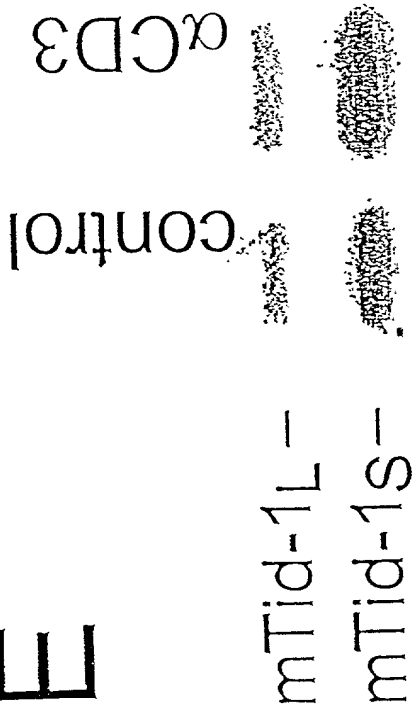 E
control
αCD3
mTid-1L –
mTid-1S –